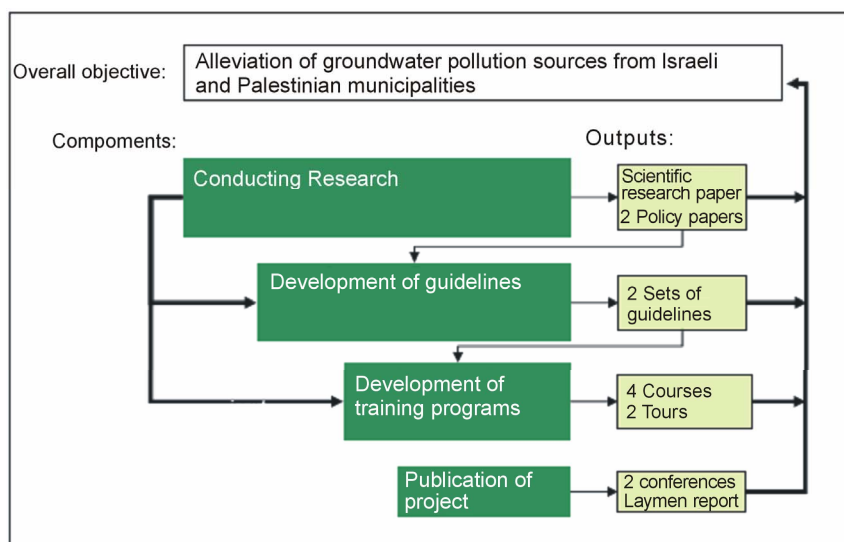 Overall objective:
Alleviation of groundwater pollution sources from Israeli
and Palestinian municipalities
Compoments:
Outputs:
Conducting Research
Scientific
research paper
2 Policy papers
Development of guidelines
2 Sets of
guidelines
Development of
training programs
4 Courses
2 Tours
Publication of
project
2 conferences
Laymen report